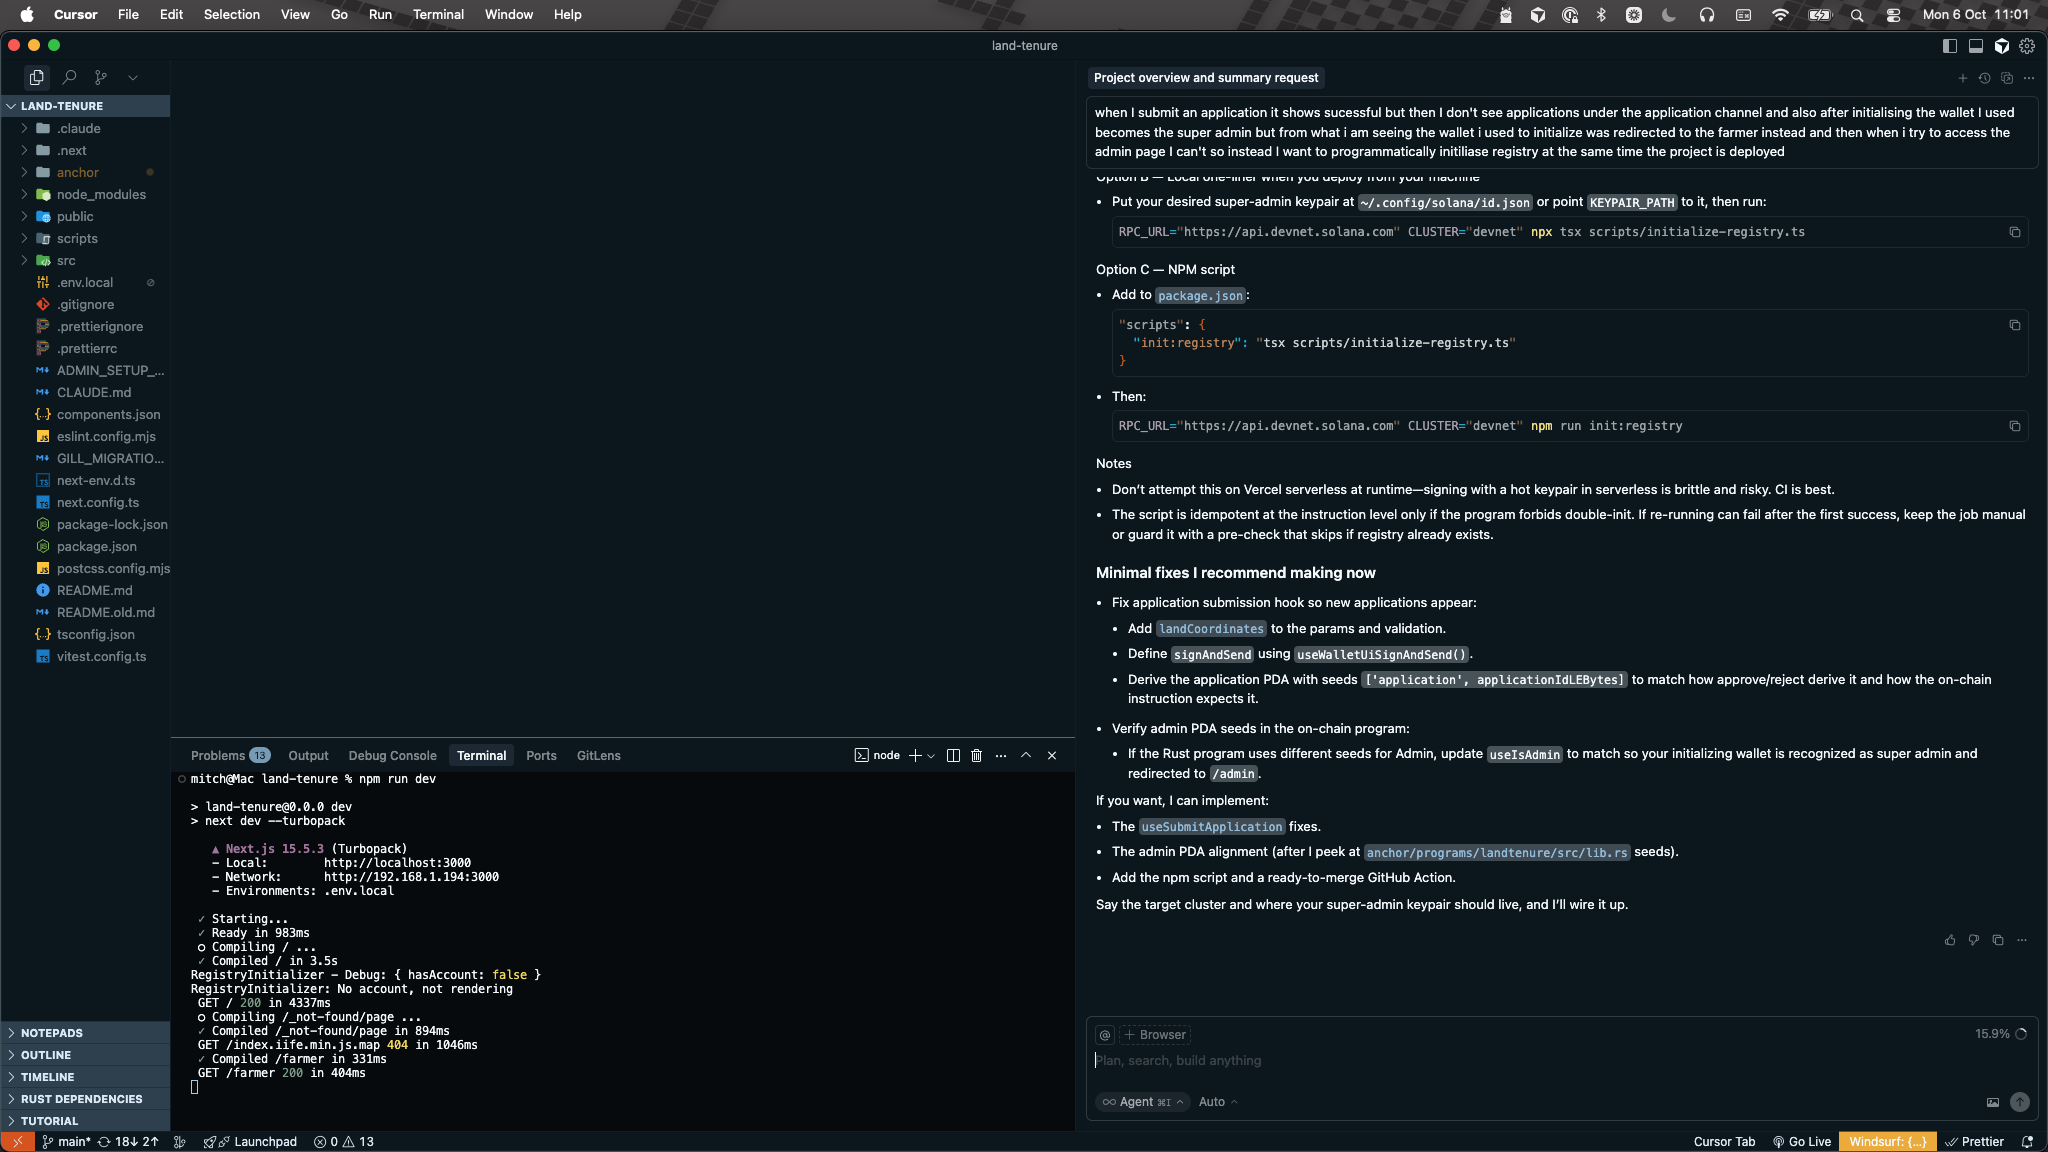 Cursor File Edit Selection View Go Run Terminal Window Help Mon 6 Oct 11:01
land-tenure
LAND-TENURE
.claude
.next
anchor
node_modules
public
scripts
src
.env.local
.gitignore
.prettierignore
.prettierrc
ADMIN_SETUP_...
CLAUDE.md
components.json
eslint.config.mjs
GILL_MIGRATIO...
next-env.d.ts
next.config.ts
package-lock.json
package.json
postcss.config.mjs
README.md
README.old.md
tsconfig.json
vitest.config.ts
NOTEPADS
OUTLINE
TIMELINE
RUST DEPENDENCIES
TUTORIAL
Problems 13 Output Debug Console Terminal Ports GitLens node
mitch@Mac land-tenure % npm run dev
> land-tenure@0.0.0 dev
> next dev --turbopack
▲ Next.js 15.5.3 (Turbopack)
- Local: http://localhost:3000
- Network: http://192.168.1.194:3000
- Environments: .env.local
✓ Starting...
✓ Ready in 983ms
○ Compiling / ...
✓ Compiled / in 3.5s
RegistryInitializer - Debug: { hasAccount: false }
RegistryInitializer: No account, not rendering
GET / 200 in 4337ms
○ Compiling /_not-found/page ...
✓ Compiled /_not-found/page in 894ms
GET /index.iife.min.js.map 404 in 1046ms
✓ Compiled /farmer in 331ms
GET /farmer 200 in 404ms
Project overview and summary request
when I submit an application it shows sucessful but then I don't see applications under the application channel and also after initialising the wallet I used
becomes the super admin but from what i am seeing the wallet i used to initialize was redirected to the farmer instead and then when i try to access the
admin page I can't so instead I want to programmatically initiliase registry at the same time the project is deployed
Option B — Local one-liner when you deploy from your machine
• Put your desired super-admin keypair at ~/.config/solana/id.json or point KEYPAIR_PATH to it, then run:
RPC_URL="https://api.devnet.solana.com" CLUSTER="devnet" npx tsx scripts/initialize-registry.ts
Option C — NPM script
• Add to package.json:
"scripts": {
"init:registry": "tsx scripts/initialize-registry.ts"
}
• Then:
RPC_URL="https://api.devnet.solana.com" CLUSTER="devnet" npm run init:registry
Notes
• Don't attempt this on Vercel serverless at runtime—signing with a hot keypair in serverless is brittle and risky. CI is best.
• The script is idempotent at the instruction level only if the program forbids double-init. If re-running can fail after the first success, keep the job manual
or guard it with a pre-check that skips if registry already exists.
Minimal fixes I recommend making now
• Fix application submission hook so new applications appear:
• Add landCoordinates to the params and validation.
• Define signAndSend using useWalletUiSignAndSend().
• Derive the application PDA with seeds ['application', applicationIdLEBytes] to match how approve/reject derive it and how the on-chain
instruction expects it.
• Verify admin PDA seeds in the on-chain program:
• If the Rust program uses different seeds for Admin, update useIsAdmin to match so your initializing wallet is recognized as super admin and
redirected to /admin.
If you want, I can implement:
• The useSubmitApplication fixes.
• The admin PDA alignment (after I peek at anchor/programs/landtenure/src/lib.rs seeds).
• Add the npm script and a ready-to-merge GitHub Action.
Say the target cluster and where your super-admin keypair should live, and I'll wire it up.
@ + Browser 15.9%
Plan, search, build anything
∞ Agent ⌘I Auto
main* 18↓ 2↑ Launchpad 0 13 Cursor Tab Go Live Windsurf: {...} Prettier